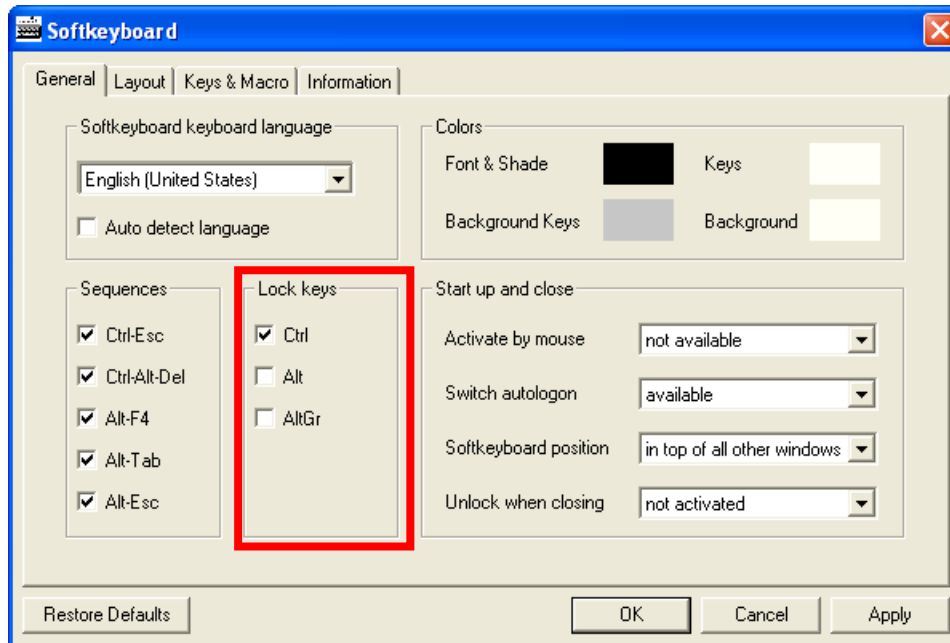 Softkeyboard
General Layout Keys & Macro Information
Softkeyboard keyboard language
English (United States)
Auto detect language
Colors
Font & Shade Keys
Background Keys Background
Sequences
Ctrl-Esc
Ctrl-Alt-Del
Alt-F4
Alt-Tab
Alt-Esc
Lock keys
Ctrl
Alt
AltGr
Start up and close
Activate by mouse not available
Switch autologon available
Softkeyboard position in top of all other windows
Unlock when closing not activated
Restore Defaults OK Cancel Apply